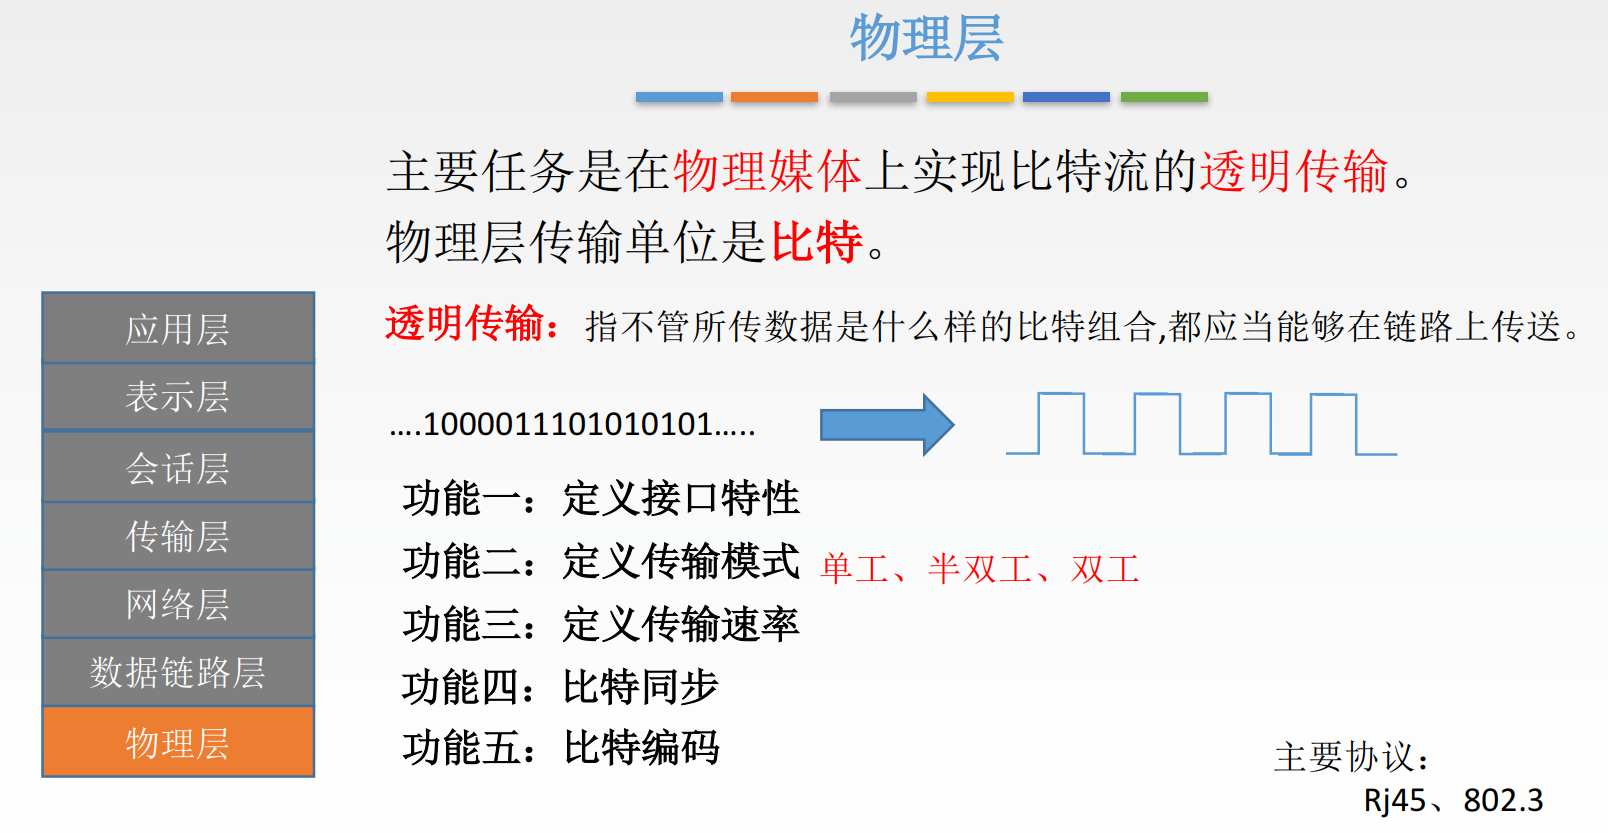 物理层
主要任务是在物理媒体上实现比特流的透明传输。
物理层传输单位是比特。
透明传输：指不管所传数据是什么样的比特组合,都应当能够在链路上传送。
….1000011101010101…..
功能一：定义接口特性
功能二：定义传输模式 单工、半双工、双工
功能三：定义传输速率
功能四：比特同步
功能五：比特编码
应用层
表示层
会话层
传输层
网络层
数据链路层
物理层
主要协议：
Rj45、802.3